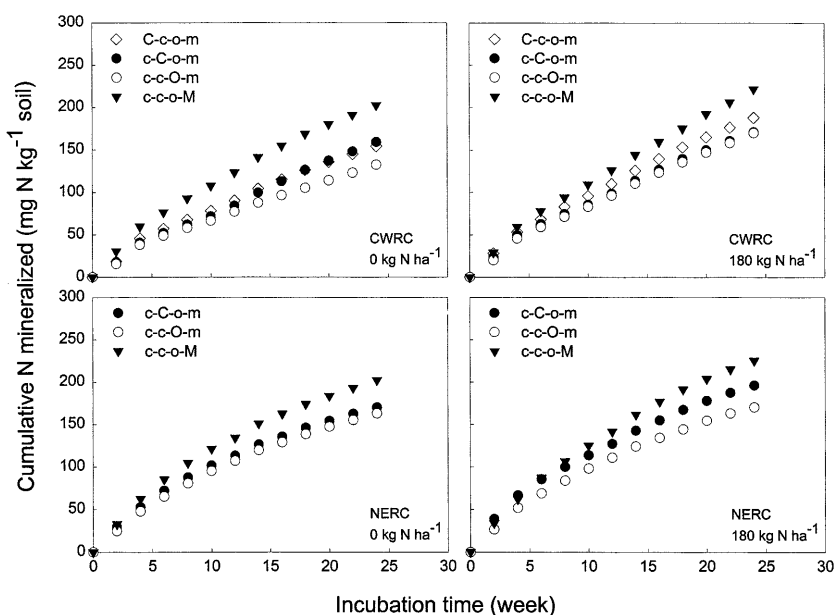 Cumulative N mineralized (mg N kg⁻¹ soil)
300
250
200
150
100
50
0
C-c-o-m
c-C-o-m
c-c-O-m
c-c-o-M
CWRC
0 kg N ha⁻¹
C-c-o-m
c-C-o-m
c-c-O-m
c-c-o-M
CWRC
180 kg N ha⁻¹
300
250
200
150
100
50
0
c-C-o-m
c-c-O-m
c-c-o-M
NERC
0 kg N ha⁻¹
c-C-o-m
c-c-O-m
c-c-o-M
NERC
180 kg N ha⁻¹
0 5 10 15 20 25 30 0 5 10 15 20 25 30
Incubation time (week)